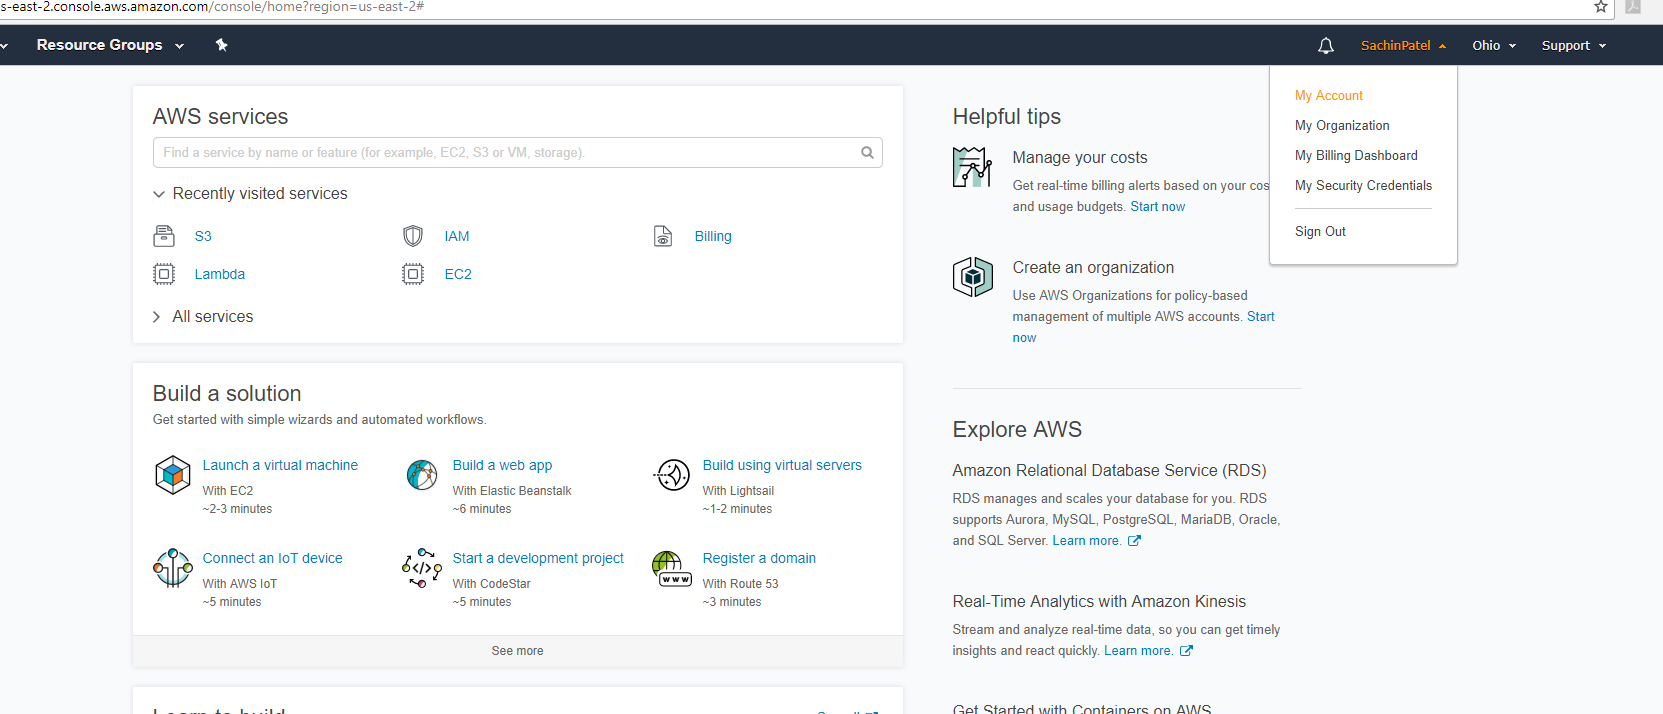 s-east-2.console.aws.amazon.com/console/home?region=us-east-2#
Resource Groups
SachinPatel
Ohio
Support
My Account
My Organization
My Billing Dashboard
My Security Credentials
Sign Out
AWS services
Find a service by name or feature (for example, EC2, S3 or VM, storage).
Recently visited services
S3
IAM
Billing
Lambda
EC2
All services
Build a solution
Get started with simple wizards and automated workflows.
Launch a virtual machine
With EC2
~2-3 minutes
Build a web app
With Elastic Beanstalk
~6 minutes
Build using virtual servers
With Lightsail
~1-2 minutes
Connect an IoT device
With AWS IoT
~5 minutes
Start a development project
With CodeStar
~5 minutes
Register a domain
With Route 53
~3 minutes
www
See more
Learn to build
Helpful tips
Manage your costs
Get real-time billing alerts based on your cos
and usage budgets. Start now
Create an organization
Use AWS Organizations for policy-based
management of multiple AWS accounts. Start
now
Explore AWS
Amazon Relational Database Service (RDS)
RDS manages and scales your database for you. RDS
supports Aurora, MySQL, PostgreSQL, MariaDB, Oracle,
and SQL Server. Learn more.
Real-Time Analytics with Amazon Kinesis
Stream and analyze real-time data, so you can get timely
insights and react quickly. Learn more.
Get Started with Containers on AWS